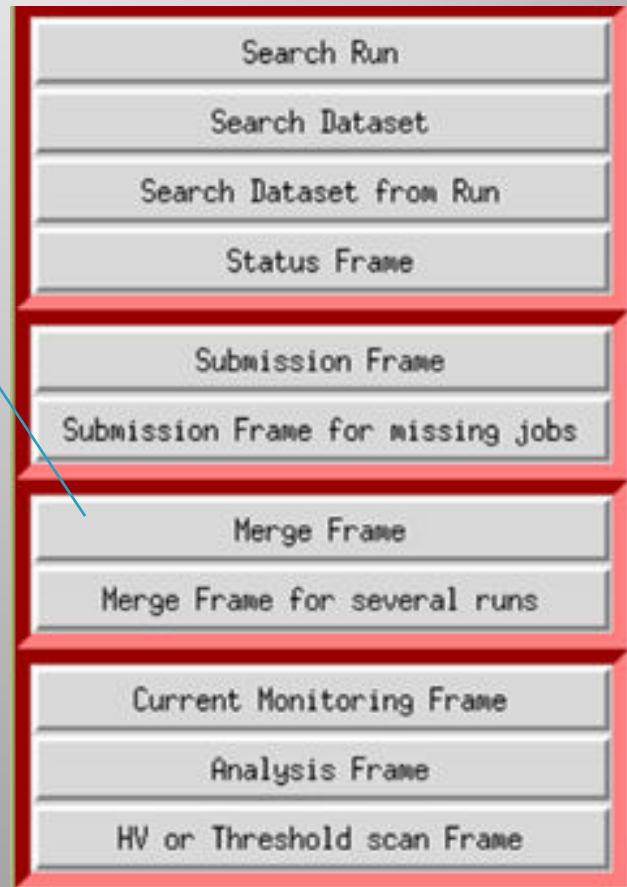 Search Run
Search Dataset
Search Dataset from Run
Status Frame
Submission Frame
Submission Frame for missing jobs
Merge Frame
Merge Frame for several runs
Current Monitoring Frame
Analysis Frame
HV or Threshold scan Frame